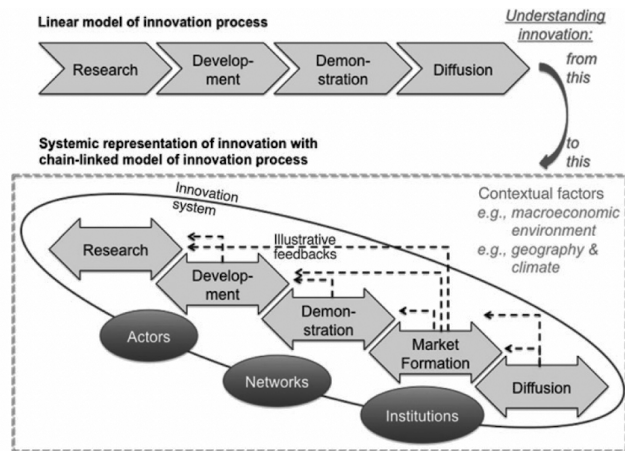 Linear model of innovation process
Understanding
innovation:
from
this
Research
Develop-
ment
Demon-
stration
Diffusion
Systemic representation of innovation with
chain-linked model of innovation process
to
this
Innovation
system
Contextual factors
e.g., macroeconomic
environment
e.g., geography &
climate
Illustrative
feedbacks
Research
Develop-
ment
Demon-
stration
Market
Formation
Diffusion
Actors
Networks
Institutions